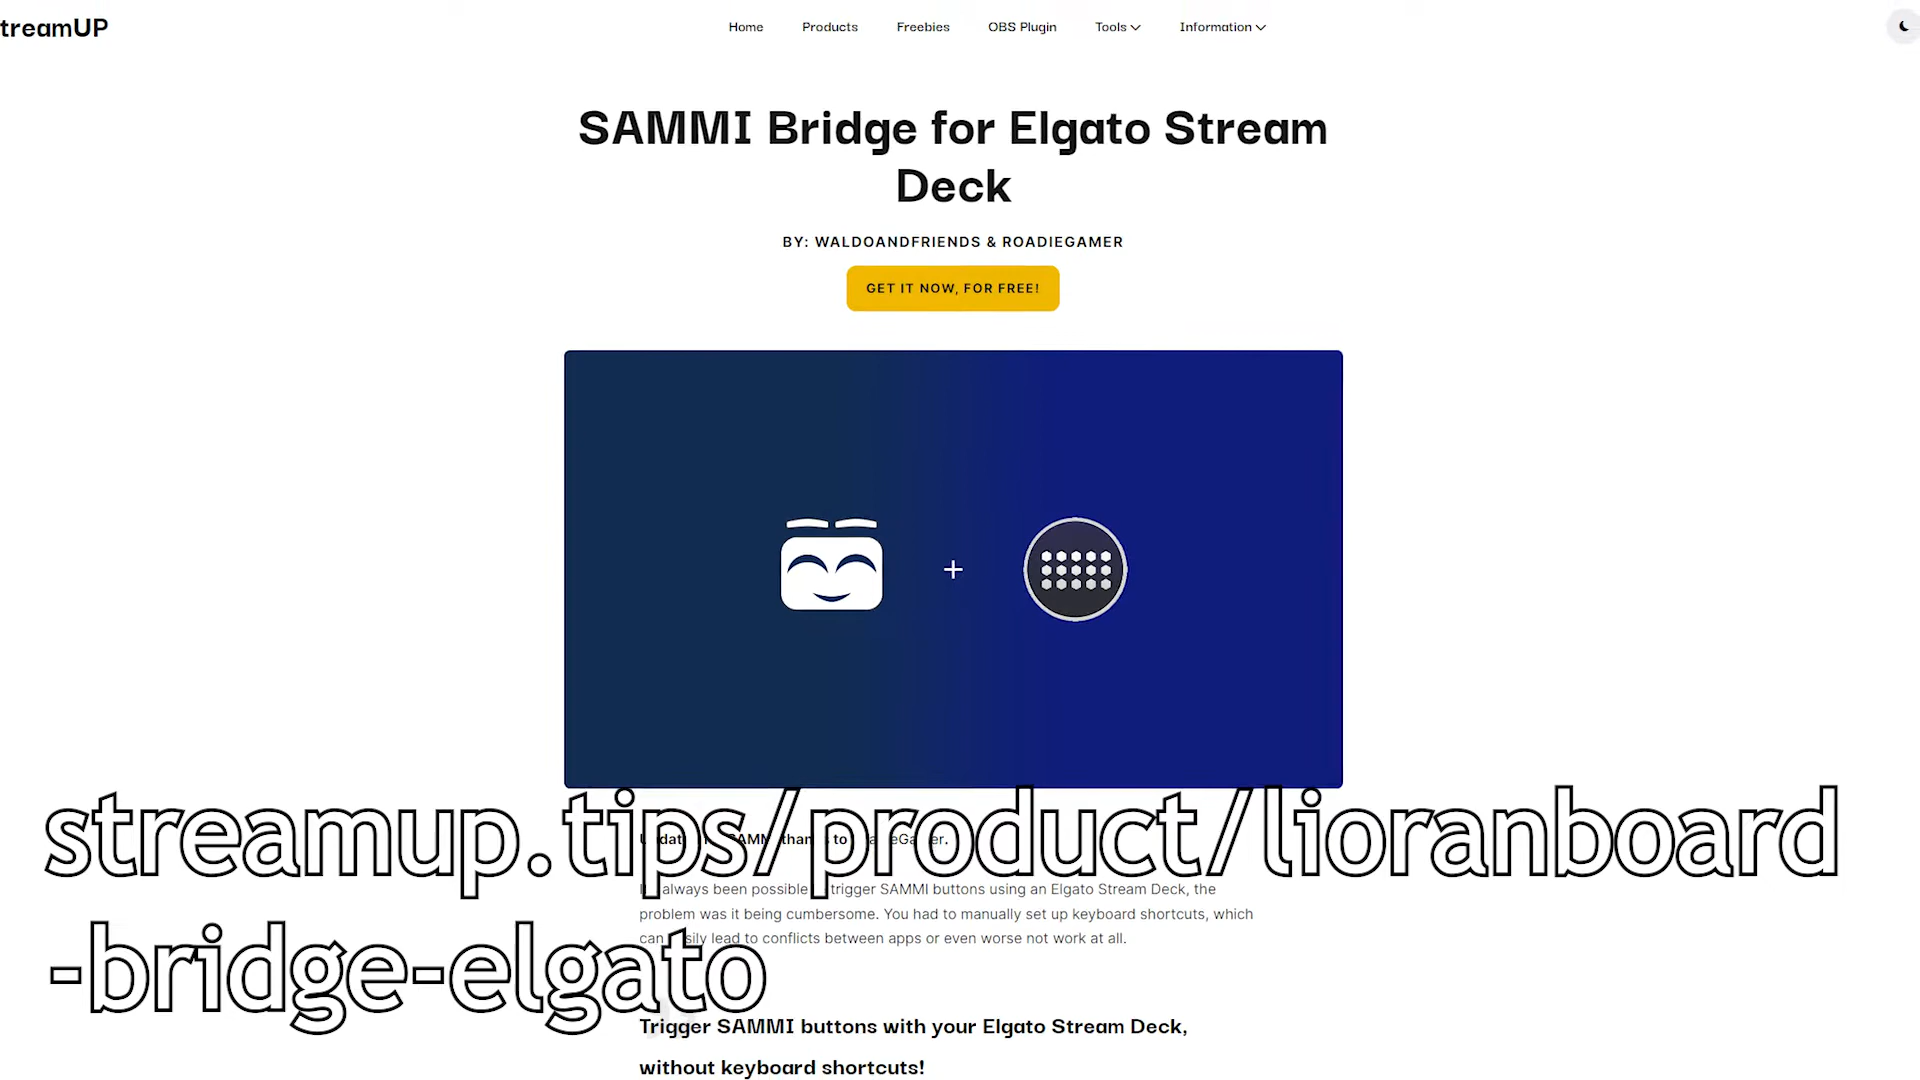 treamUP
Home Products Freebies OBS Plugin Tools Information
SAMMI Bridge for Elgato Stream
Deck
BY: WALDOANDFRIENDS & ROADIEGAMER
GET IT NOW, FOR FREE!
streamup.tips/product/lioranboard
-bridge-elgato
SAMMI thanks to
always been possible trigger SAMMI buttons using an Elgato Stream Deck, the
problem was it being cumbersome. You had to manually set up keyboard shortcuts, which
can easily lead to conflicts between apps or even worse not work at all.
Trigger SAMMI buttons with your Elgato Stream Deck,
without keyboard shortcuts!